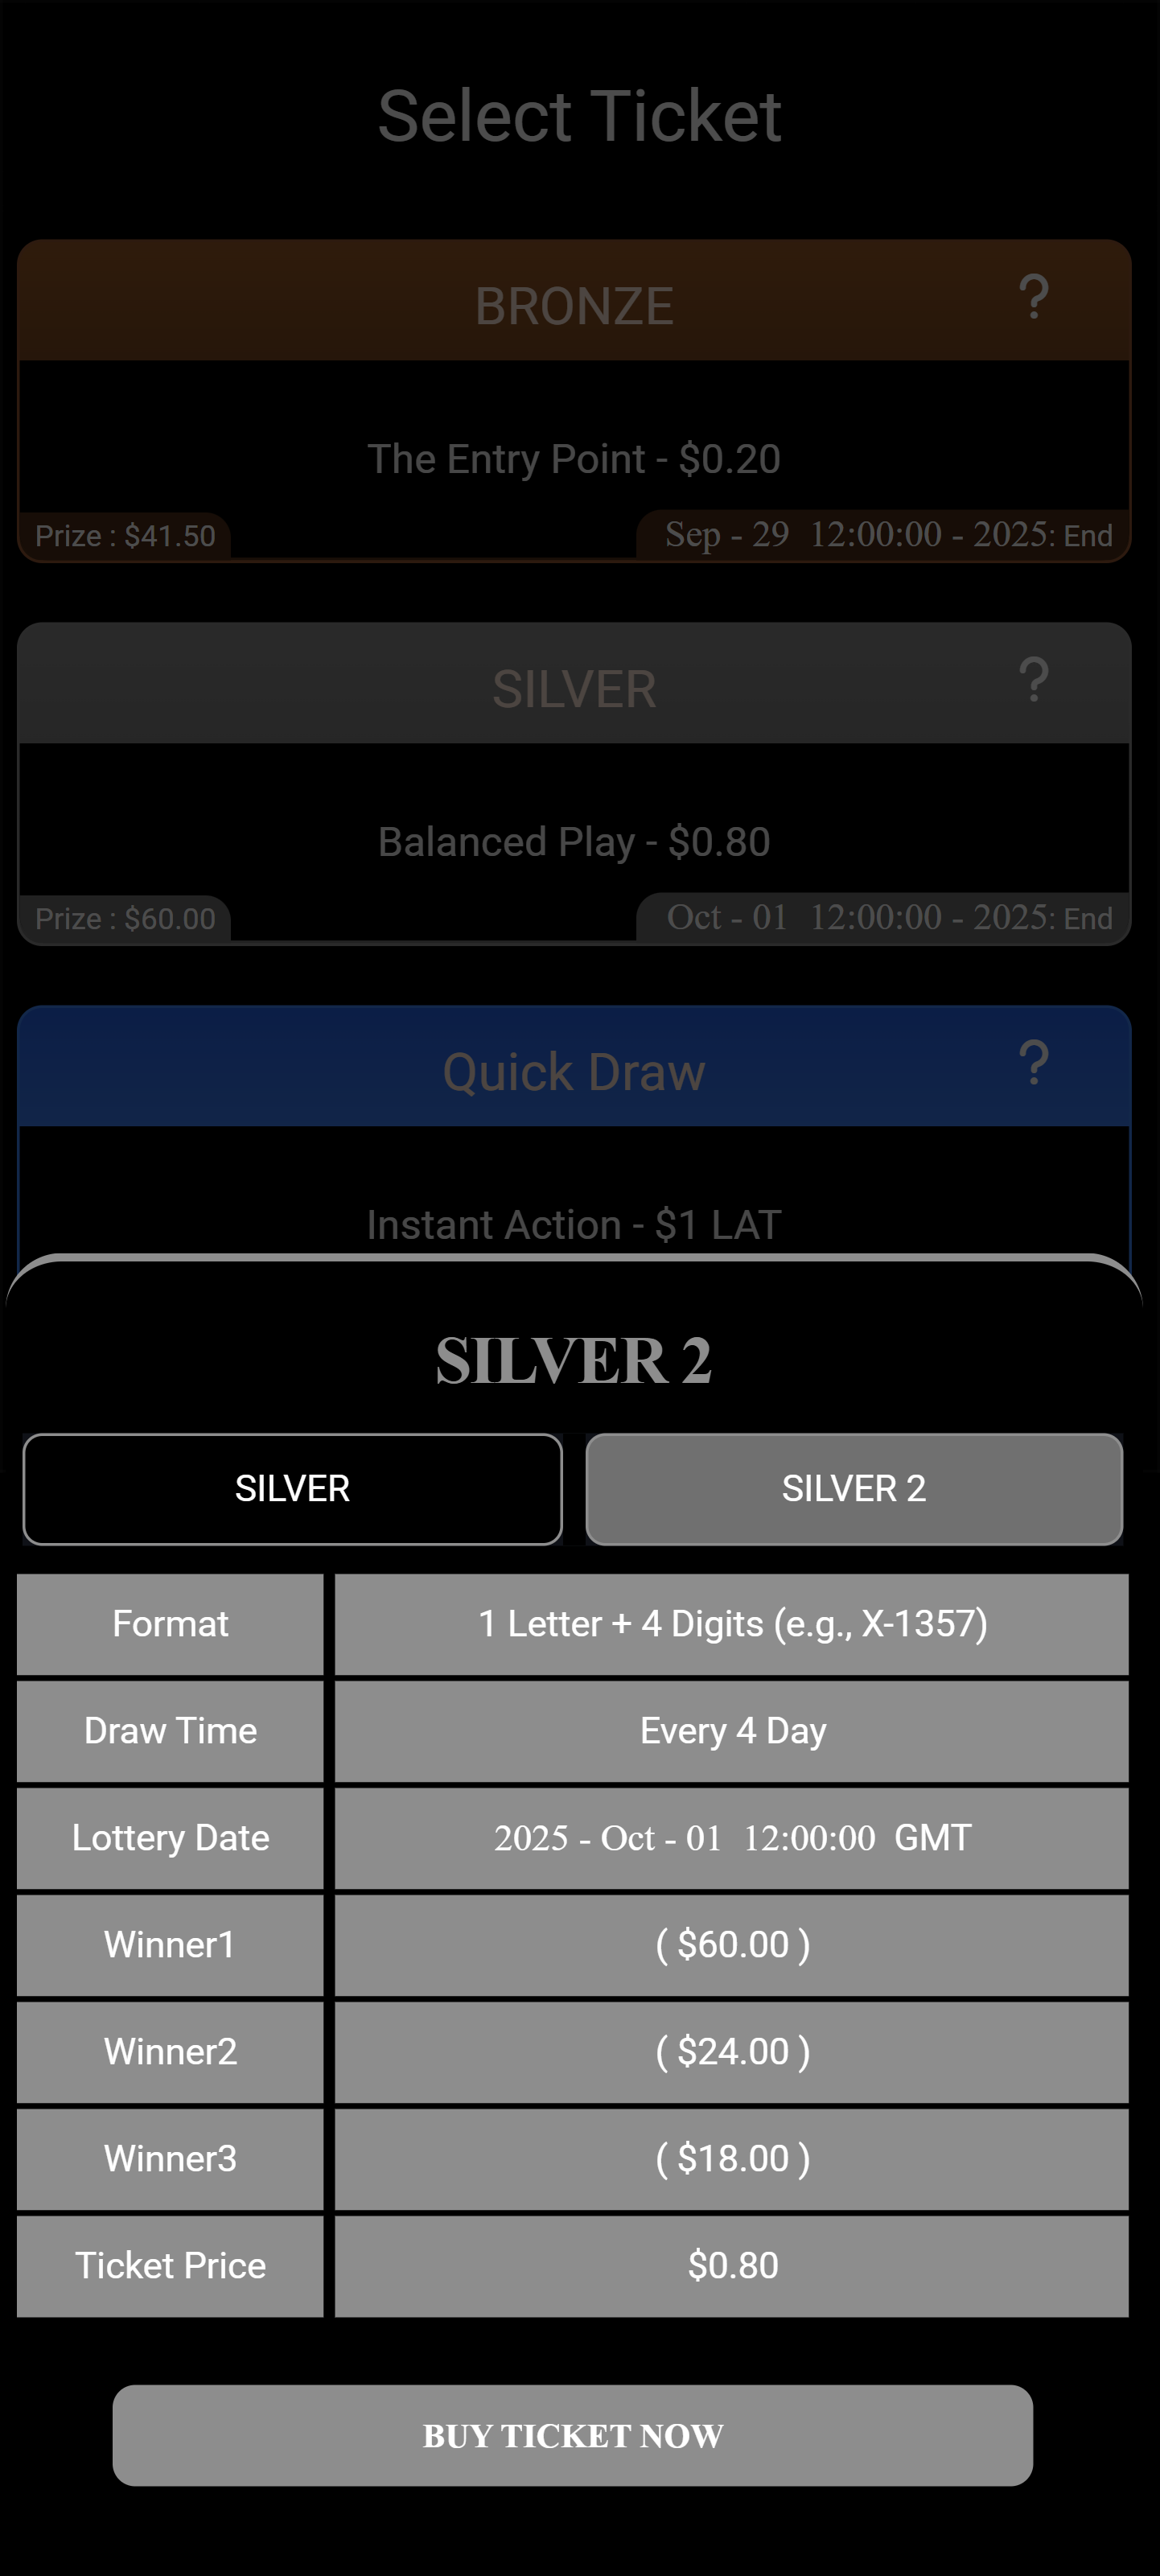 Select Ticket
BRONZE ?
The Entry Point - $0.20
Prize : $41.50 Sep - 29 12:00:00 - 2025: End
SILVER ?
Balanced Play - $0.80
Prize : $60.00 Oct - 01 12:00:00 - 2025: End
Quick Draw ?
Instant Action - $1 LAT
SILVER 2
SILVER SILVER 2
Format 1 Letter + 4 Digits (e.g., X-1357)
Draw Time Every 4 Day
Lottery Date 2025 - Oct - 01 12:00:00 GMT
Winner1 ( $60.00 )
Winner2 ( $24.00 )
Winner3 ( $18.00 )
Ticket Price $0.80
BUY TICKET NOW